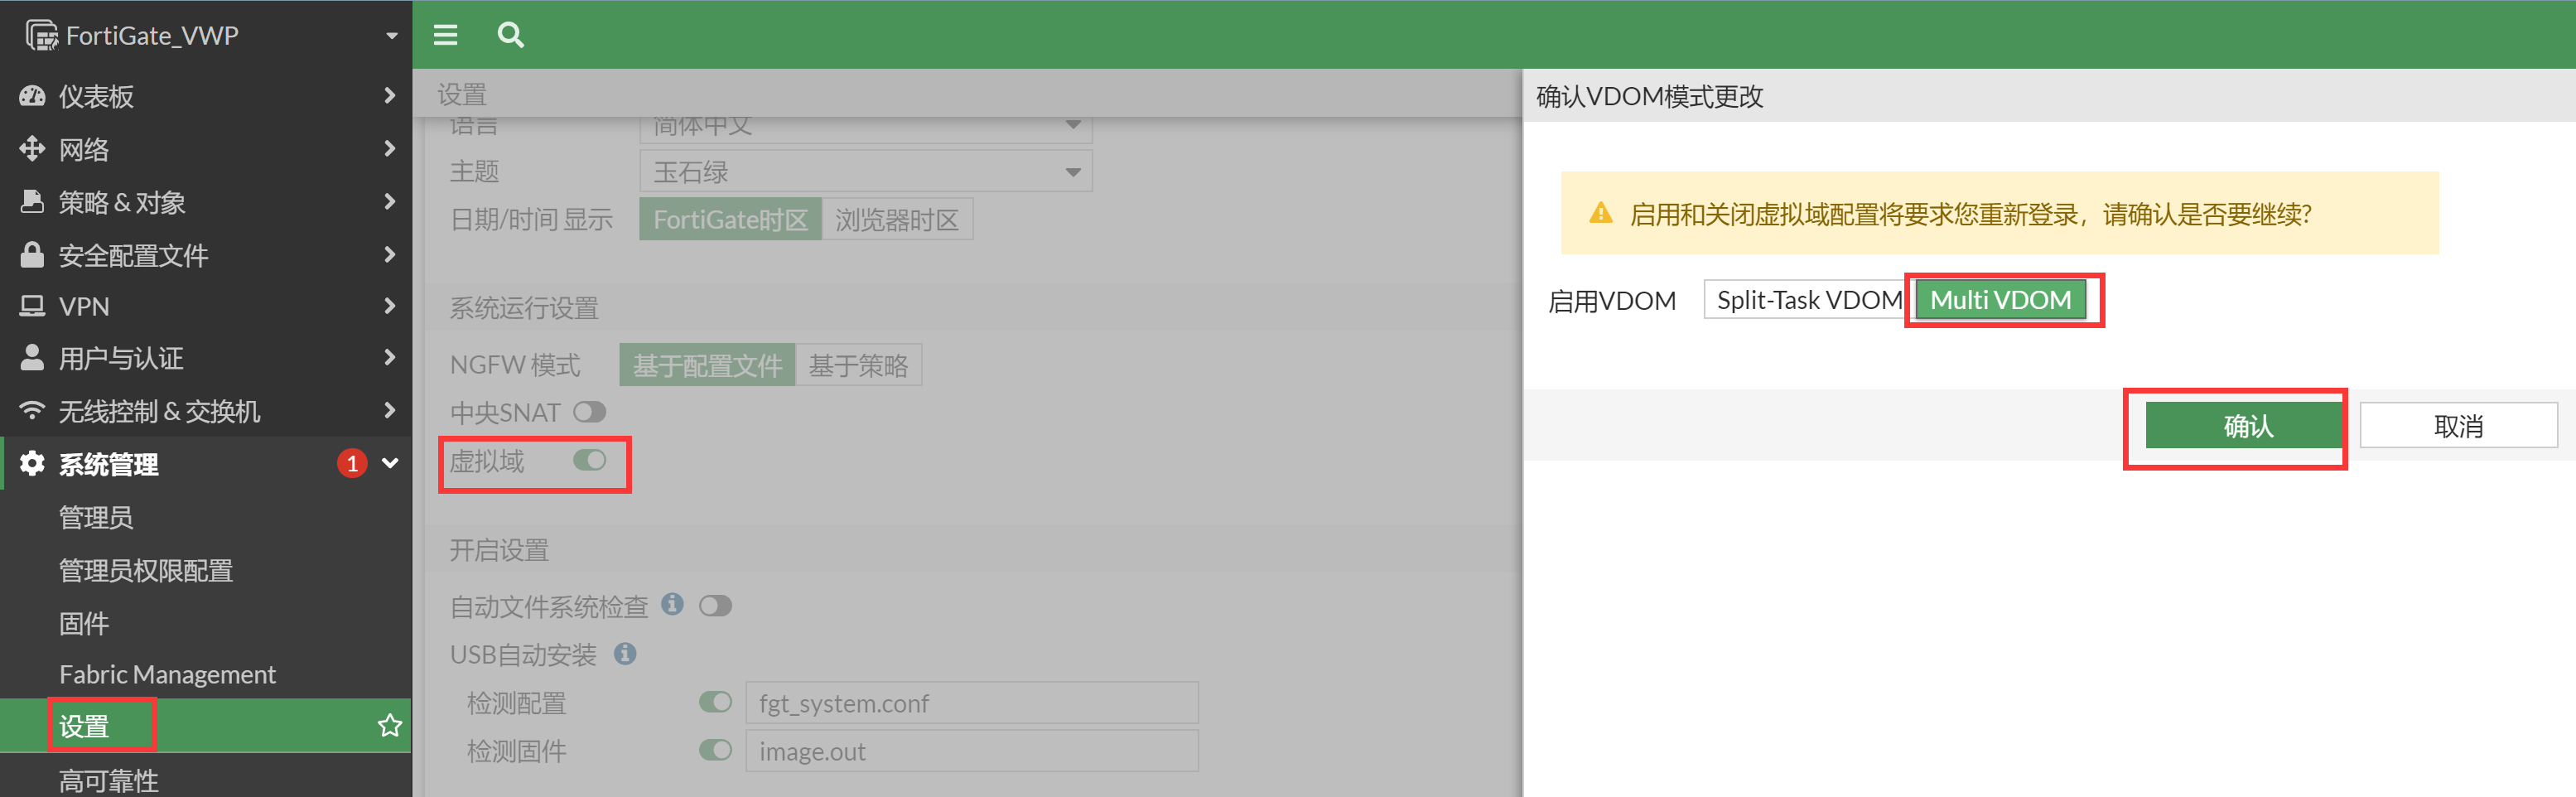 FortiGate_VWP
仪表板
网络
策略 & 对象
安全配置文件
VPN
用户与认证
无线控制 & 交换机
系统管理 1
管理员
管理员权限配置
固件
Fabric Management
设置
高可靠性
设置
语言 简体中文
主题 玉石绿
日期/时间 显示 FortiGate时区 浏览器时区
系统运行设置
NGFW 模式 基于配置文件 基于策略
中央SNAT
虚拟域
开启设置
自动文件系统检查
USB自动安装
检测配置 fgt_system.conf
检测固件 image.out
确认VDOM模式更改
启用和关闭虚拟域配置将要求您重新登录，请确认是否要继续?
启用VDOM Split-Task VDOM Multi VDOM
确认 取消